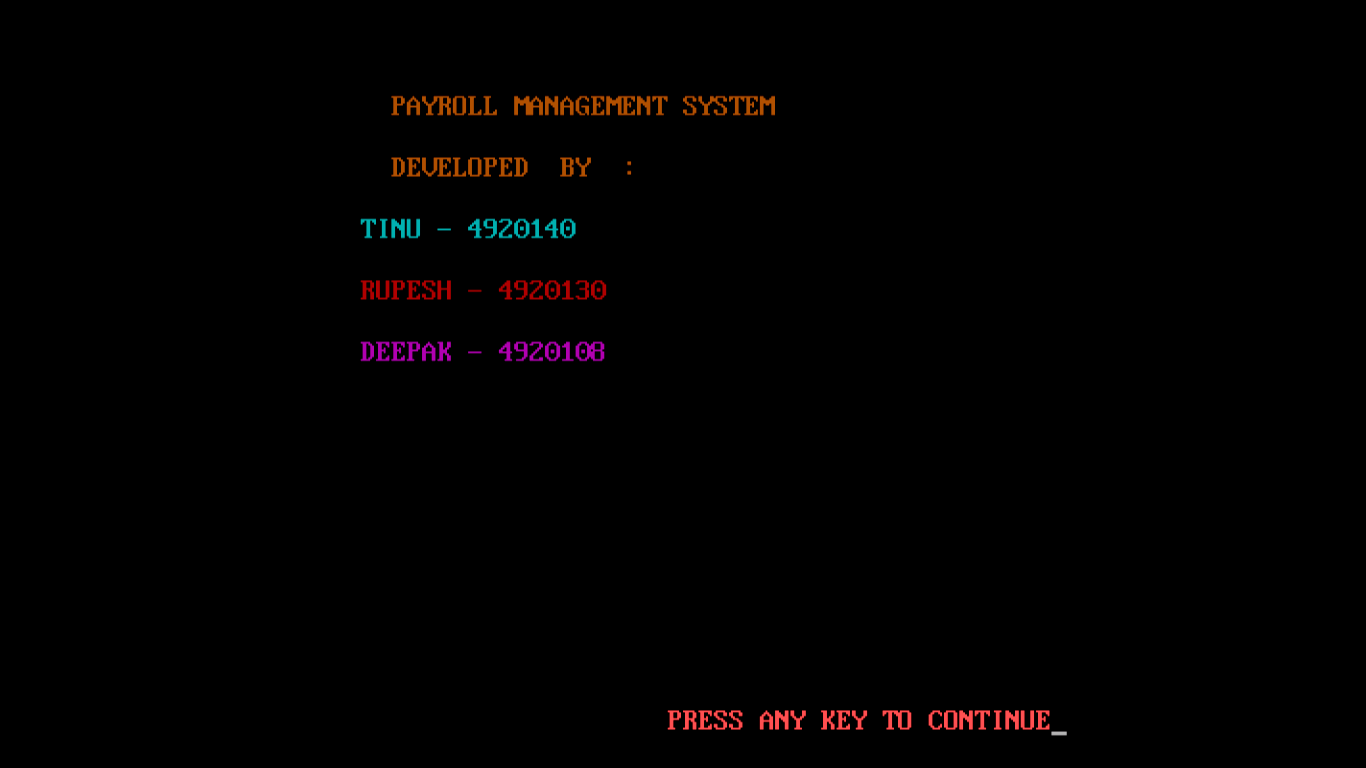 PAYROLL MANAGEMENT SYSTEM
DEVELOPED BY :
TINU - 4920140
RUPESH - 4920130
DEEPAK - 4920108
PRESS ANY KEY TO CONTINUE_